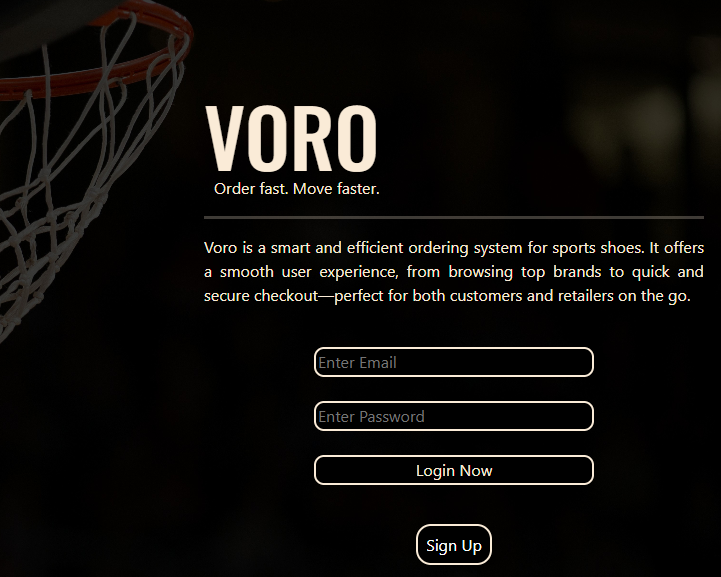 VORO
Order fast. Move faster.
Voro is a smart and efficient ordering system for sports shoes. It offers
a smooth user experience, from browsing top brands to quick and
secure checkout—perfect for both customers and retailers on the go.
Enter Email
Enter Password
Login Now
Sign Up